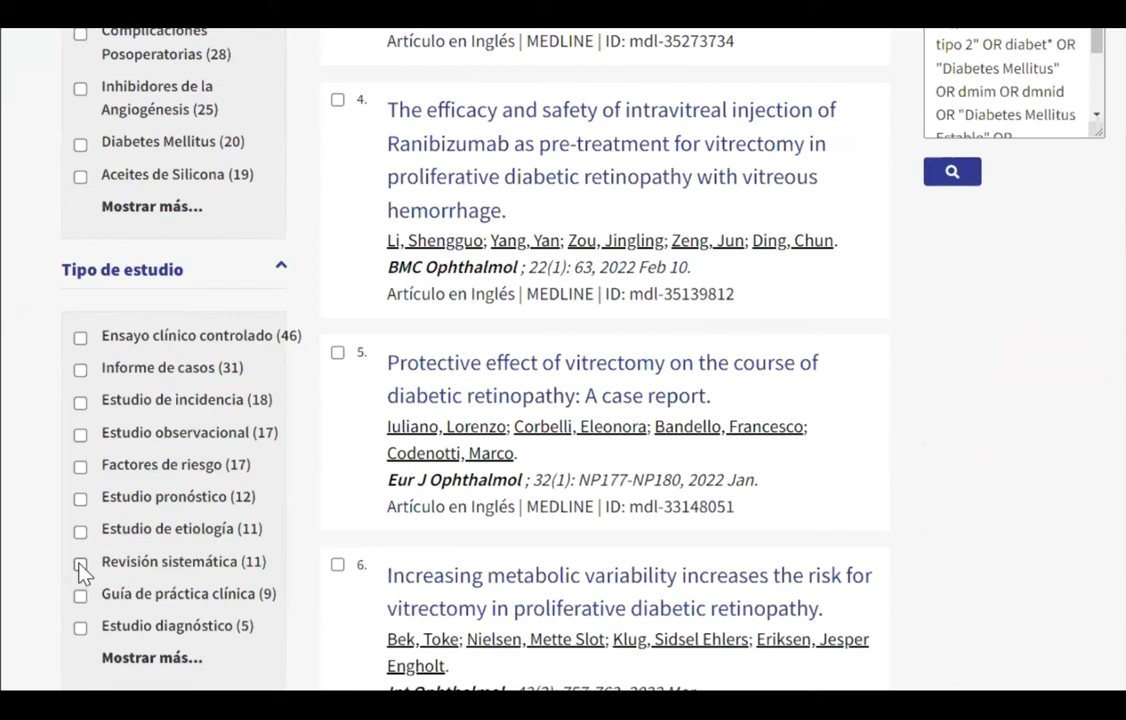 Complicaciones
Posoperatorias (28)
Inhibidores de la
Angiogénesis (25)
Diabetes Mellitus (20)
Aceites de Silicona (19)
Mostrar más...
Tipo de estudio
Ensayo clínico controlado (46)
Informe de casos (31)
Estudio de incidencia (18)
Estudio observacional (17)
Factores de riesgo (17)
Estudio pronóstico (12)
Estudio de etiología (11)
Revisión sistemática (11)
Guía de práctica clínica (9)
Estudio diagnóstico (5)
Mostrar más...
Artículo en Inglés | MEDLINE | ID: mdl-35273734
4.
The efficacy and safety of intravitreal injection of
Ranibizumab as pre-treatment for vitrectomy in
proliferative diabetic retinopathy with vitreous
hemorrhage.
Li, Shengguo; Yang, Yan; Zou, Jingling; Zeng, Jun; Ding, Chun.
BMC Ophthalmol ; 22(1): 63, 2022 Feb 10.
Artículo en Inglés | MEDLINE | ID: mdl-35139812
5.
Protective effect of vitrectomy on the course of
diabetic retinopathy: A case report.
Iuliano, Lorenzo; Corbelli, Eleonora; Bandello, Francesco;
Codenotti, Marco.
Eur J Ophthalmol ; 32(1): NP177-NP180, 2022 Jan.
Artículo en Inglés | MEDLINE | ID: mdl-33148051
6.
Increasing metabolic variability increases the risk for
vitrectomy in proliferative diabetic retinopathy.
Bek, Toke; Nielsen, Mette Slot; Klug, Sidsel Ehlers; Eriksen, Jesper
Engholt.
tipo 2" OR diabet* OR
"Diabetes Mellitus"
OR dmim OR dmnid
OR "Diabetes Mellitus
Estable" OR